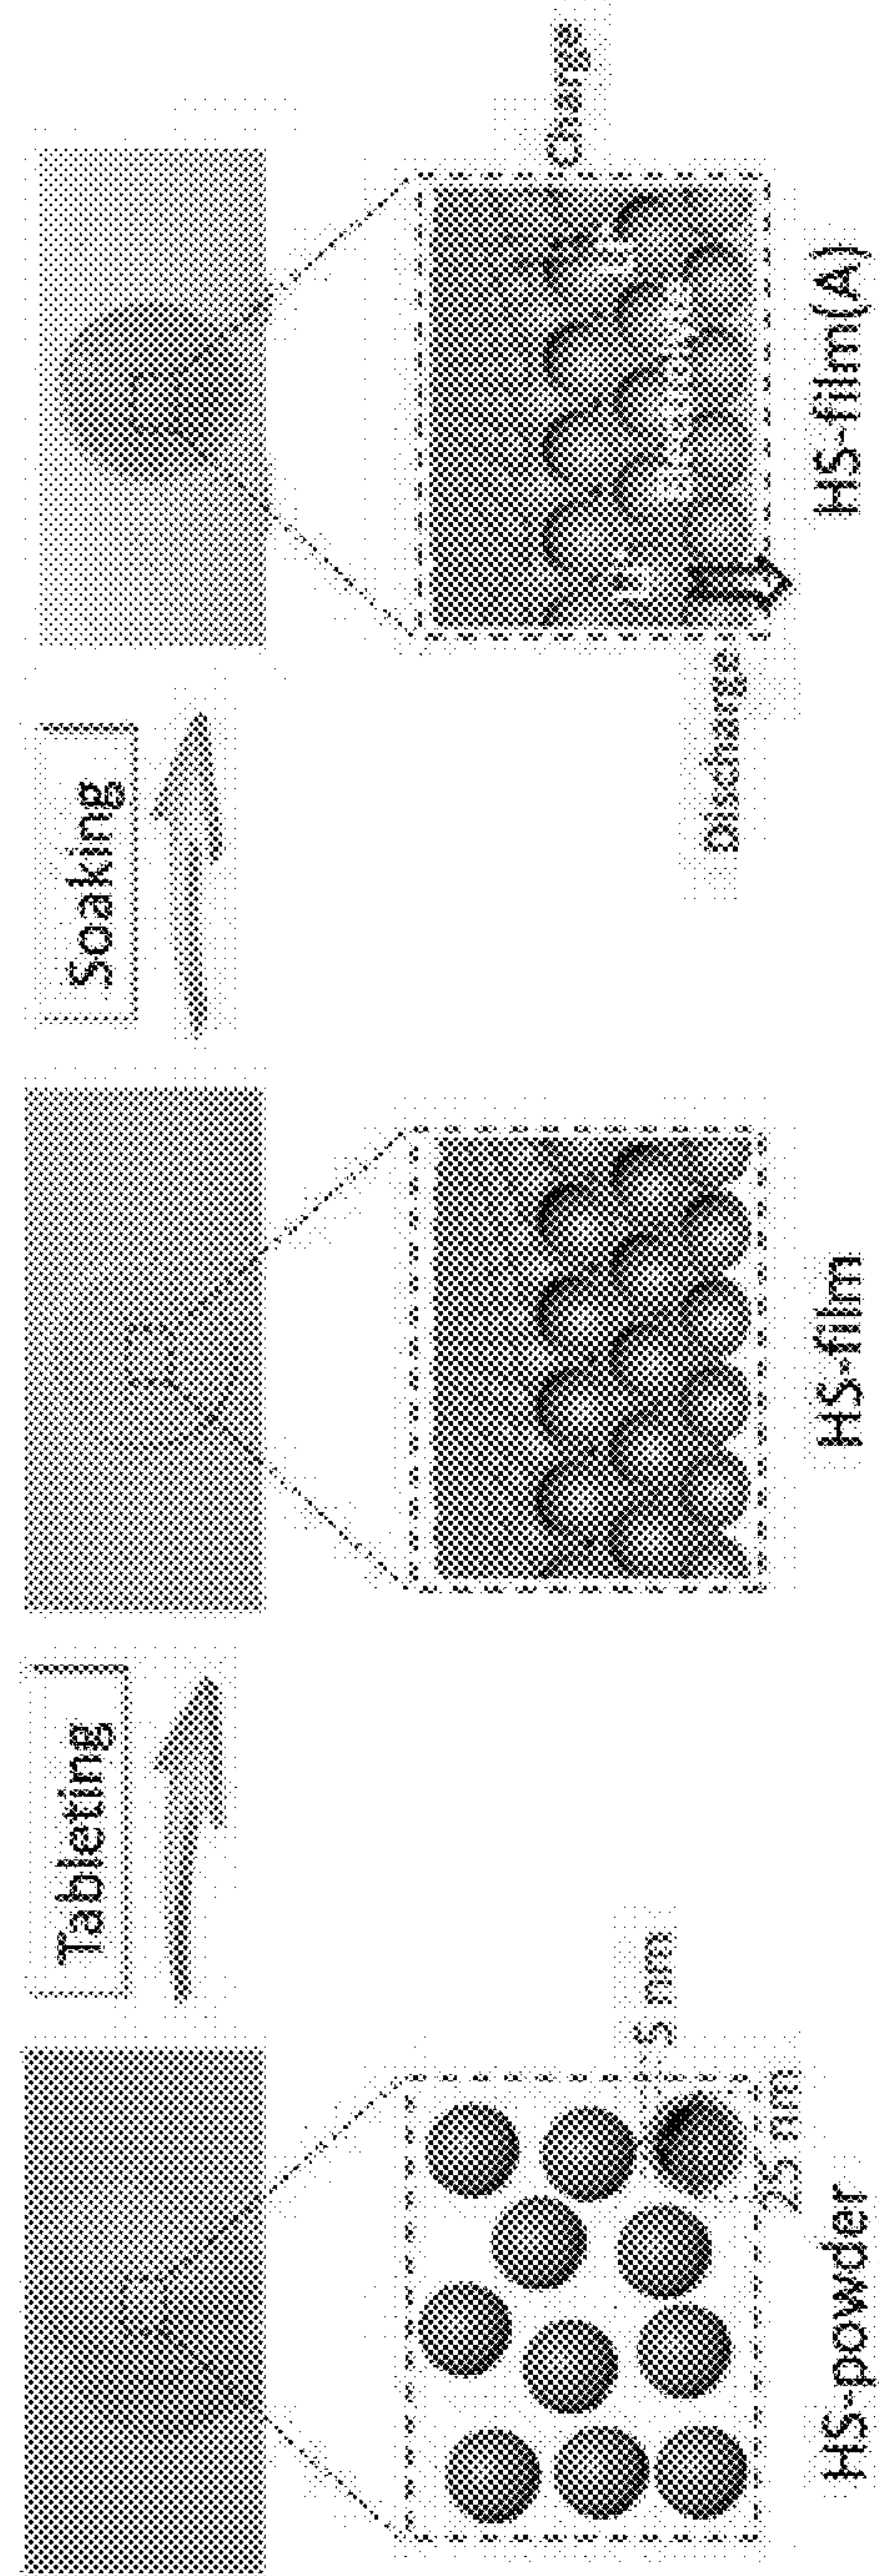 Tableting
Soaking
5 nm
25 nm
Discharge
Charge
HS-powder
HS-film
HS-film(A)